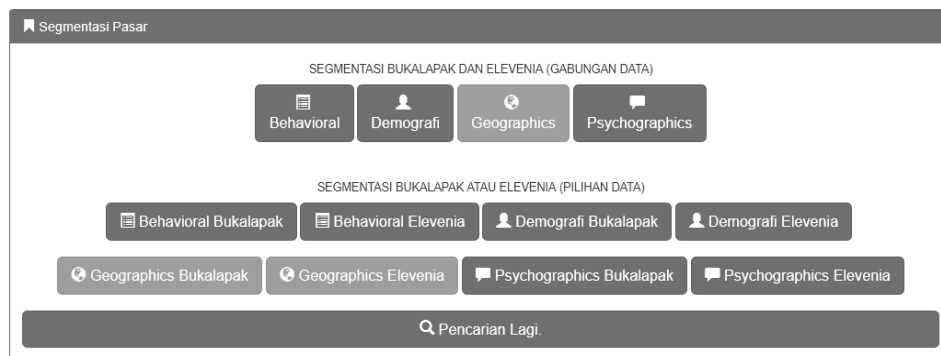 Segmentasi Pasar
SEGMENTASI BUKALAPAK DAN ELEVENIA (GABUNGAN DATA)
Behavioral Demografi Geographics Psychographics
SEGMENTASI BUKALAPAK ATAU ELEVENIA (PILIHAN DATA)
Behavioral Bukalapak Behavioral Elevenia Demografi Bukalapak Demografi Elevenia
Geographics Bukalapak Geographics Elevenia Psychographics Bukalapak Psychographics Elevenia
Pencarian Lagi.